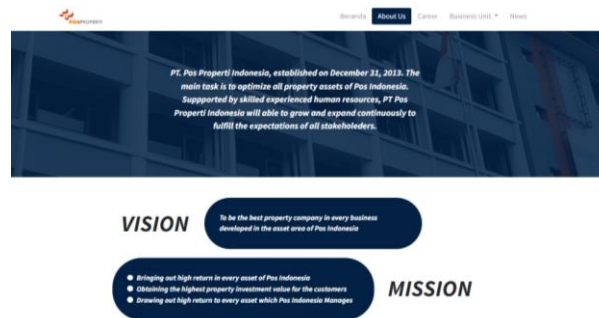 POSPROPERTI
Beranda About Us Career Business Unit News
PT. Pos Properti Indonesia, established on December 31, 2013. The
main task is to optimize all property assets of Pos Indonesia.
Suppported by skilled experienced human resources, PT Pos
Properti Indonesia will able to grow and expand continuously to
fulfill the expectations of all stakeholeders.
VISION
To be the best property company in every business
developed in the asset area of Pos Indonesia
Bringing out high return in every asset of Pos Indonesia
Obtaining the highest property investment value for the customers
Drawing out high return to every asset which Pos Indonesia Manages
MISSION